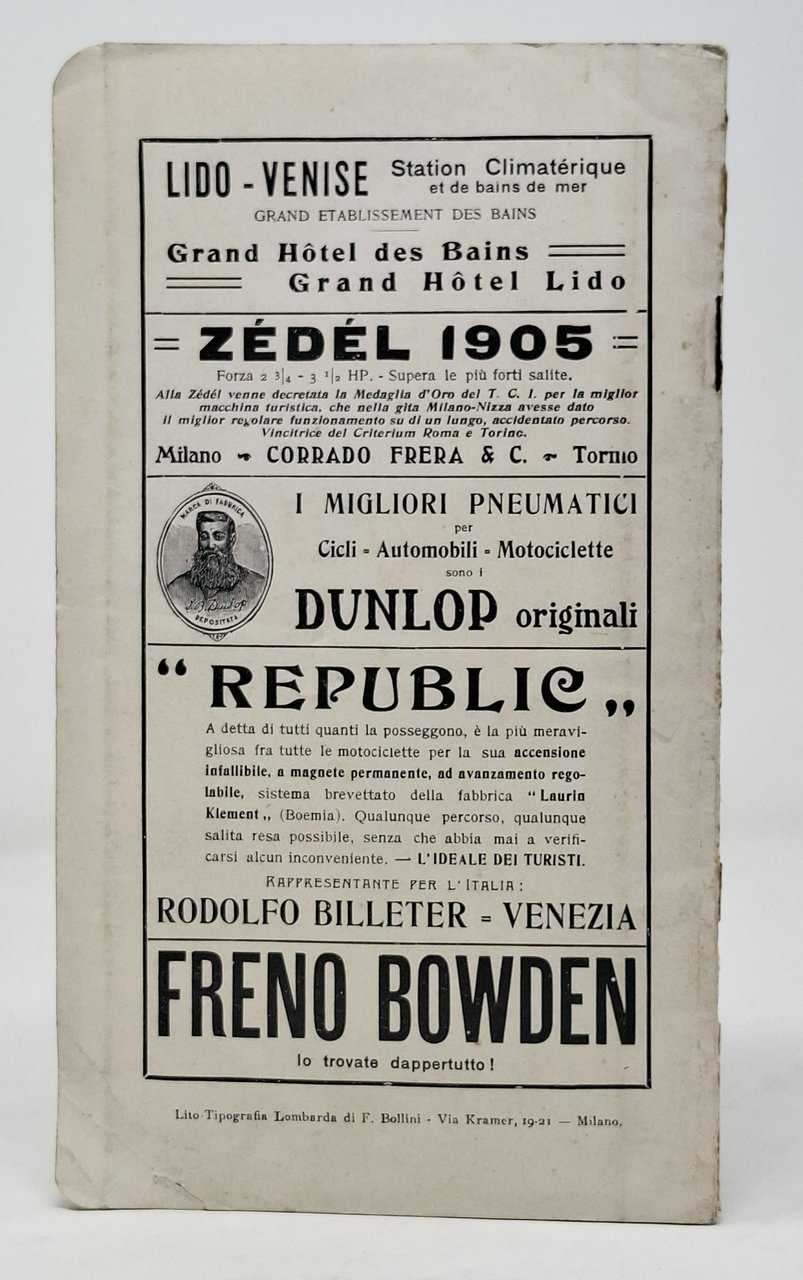 LIDO - VENISE Station Climatérique
et de bains de mer
GRAND ETABLISSEMENT DES BAINS
Grand Hôtel des Bains
Grand Hôtel Lido
= ZÉDÉL 1905 =
Forza 2 3/4 - 3 1/2 HP. - Supera le più forti salite.
Alla Zédél venne decretata la Medaglia d'Oro del T. C. I. per la miglior
macchina turistica, che nella gita Milano-Nizza avesse dato
il miglior regolare funzionamento su di un lungo, accidentato percorso.
Vincitrice del Criterium Roma e Torino.
Milano CORRADO FRERA & C. Torino
MARCA DI FABBRICA
J.B. Dunlop
DEPOSITATA
I MIGLIORI PNEUMATICI
per
Cicli = Automobili = Motociclette
sono i
DUNLOP originali
“ REPUBLIC „
A detta di tutti quanti la posseggono, è la più meravi-
gliosa fra tutte le motociclette per la sua accensione
infallibile, a magnete permanente, ad avanzamento rego-
labile, sistema brevettato della fabbrica “ Laurin
Klement „ (Boemia). Qualunque percorso, qualunque
salita resa possibile, senza che abbia mai a verifi-
carsi alcun inconveniente. — L'IDEALE DEI TURISTI.
RAPPRESENTANTE PER L'ITALIA:
RODOLFO BILLETER = VENEZIA
FRENO BOWDEN
lo trovate dappertutto!
Lito-Tipografia Lombarda di F. Bollini - Via Kramer, 19-21 — Milano.